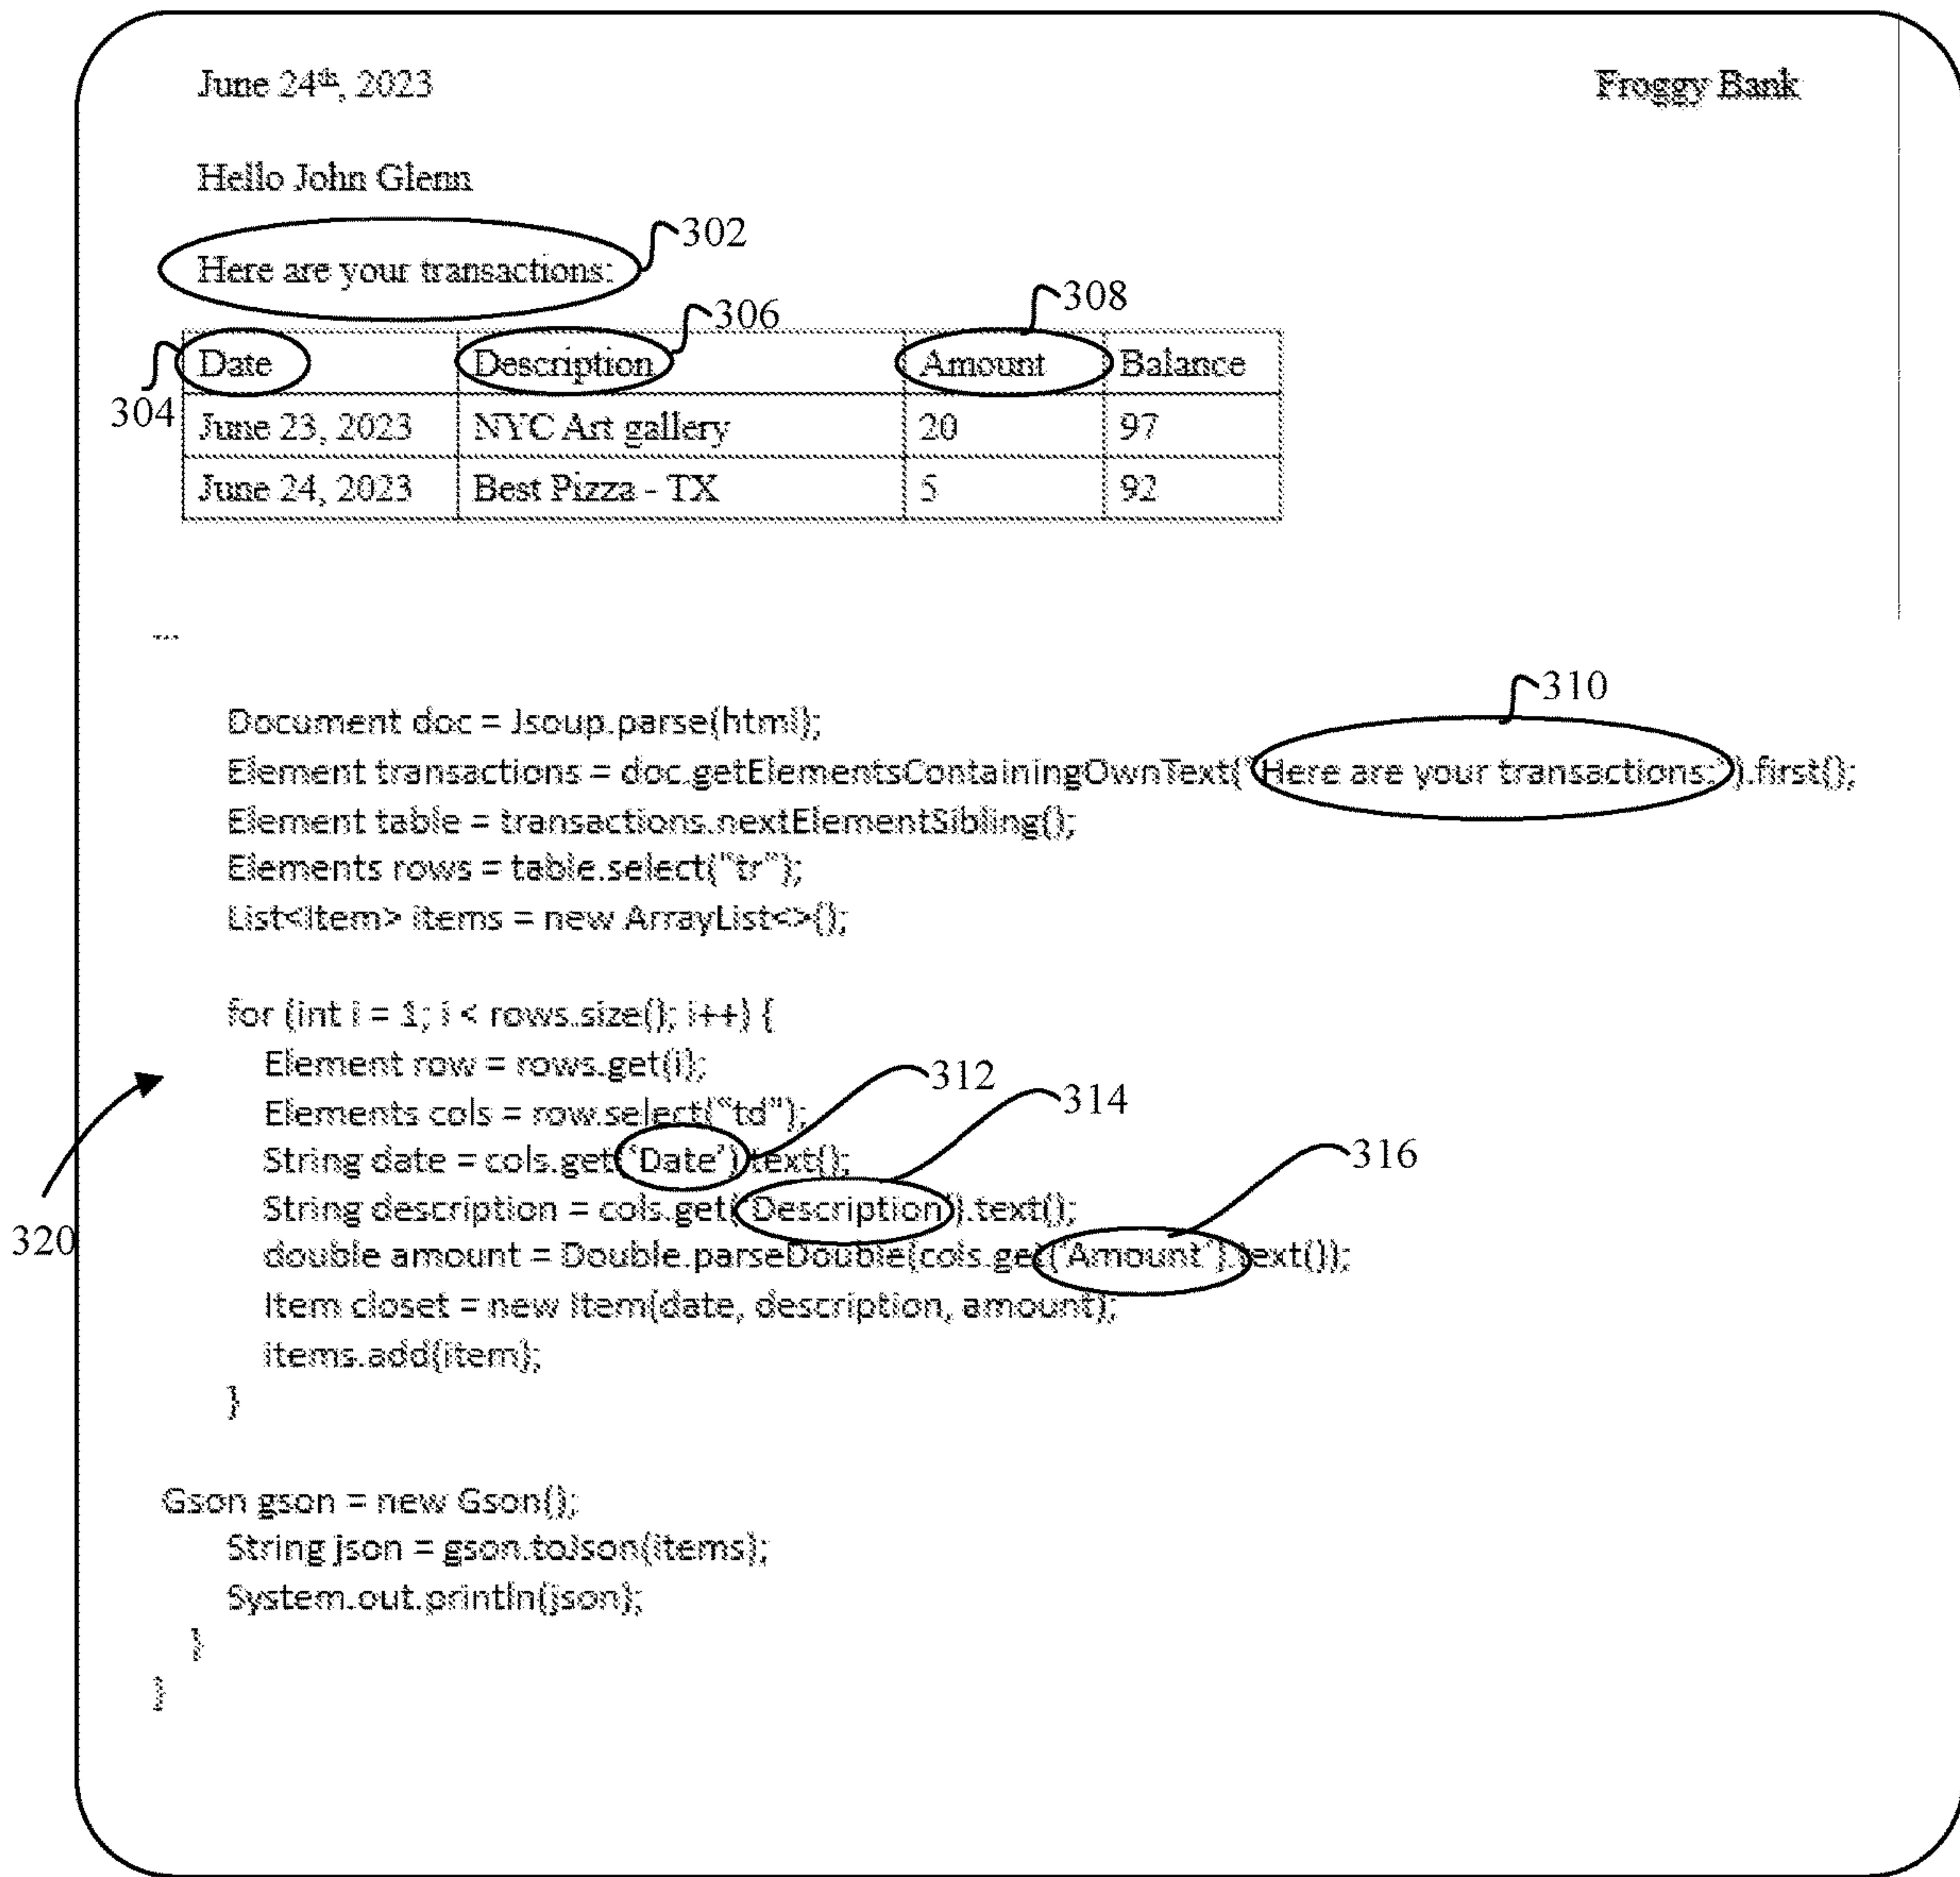 June 24th, 2023 Froggy Bank
Hello John Glenn
302
Here are your transactions:
306
308
Date Description Amount Balance
304
June 23, 2023 NYC Art gallery 20 97
June 24, 2023 Best Pizza - TX 5 92
...
310
Document doc = Jsoup.parse(html);
Element transactions = doc.getElementsContainingOwnText("Here are your transactions:").first();
Element table = transactions.nextElementSibling();
Elements rows = table.select("tr");
List<Item> items = new ArrayList<>();
for (int i = 1; i < rows.size(); i++) {
Element row = rows.get(i);
312
Elements cols = row.select("td");
314
String date = cols.get("Date").text();
316
String description = cols.get("Description").text();
320
double amount = Double.parseDouble(cols.get("Amount").text());
Item closet = new Item(date, description, amount);
items.add(item);
}
Gson gson = new Gson();
String json = gson.toJson(items);
System.out.println(json);
}
}